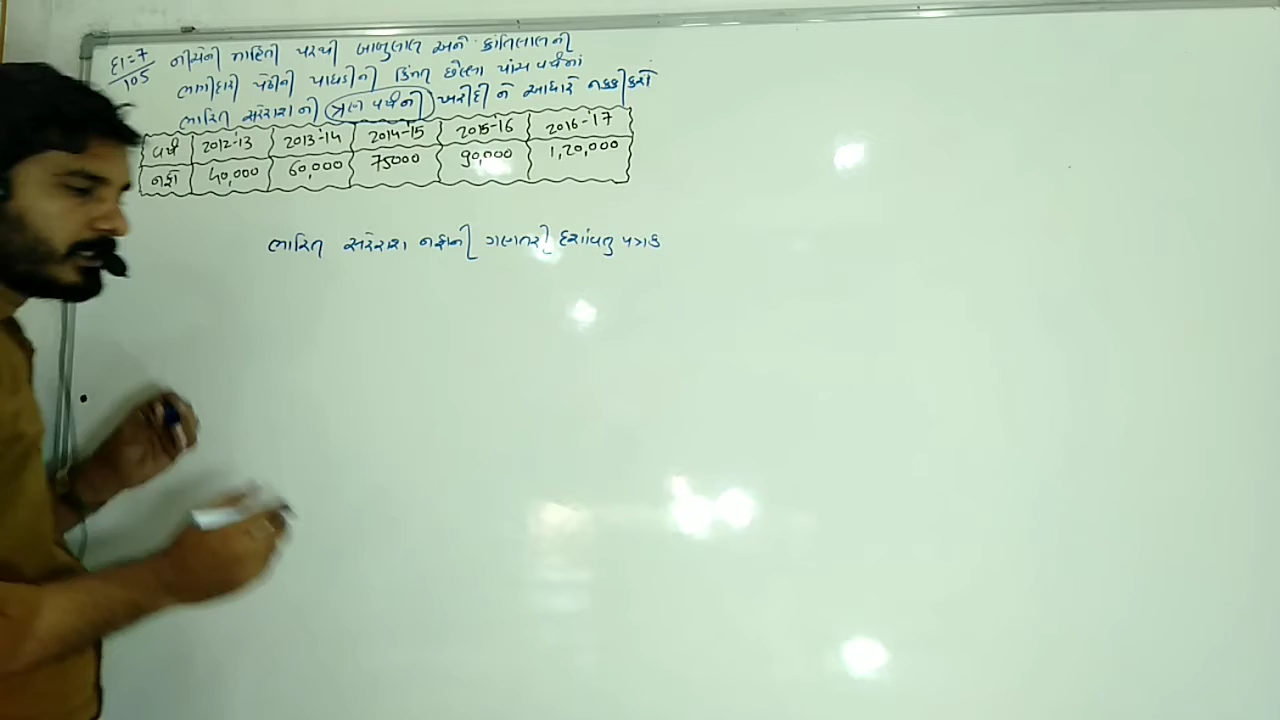 દા=7
105
નીચેની માહિતી પરથી બાબુલાલ અને કાંતિલાલની
ભાગીદારી પેઢીની પાઘડીની કિંમત છેલ્લા પાંચ વર્ષનાં
ભારિત સરેરાશની ત્રણ વર્ષની ખરીદીને આધારે નક્કી કરો
વર્ષ 2012-13 2013-'14 2014-'15 2015-'16 2016-'17
નફો 40,000 60,000 75000 90,000 1,20,000
ભારિત સરેરાશ નફાની ગણતરી દર્શાવતુ પત્રક